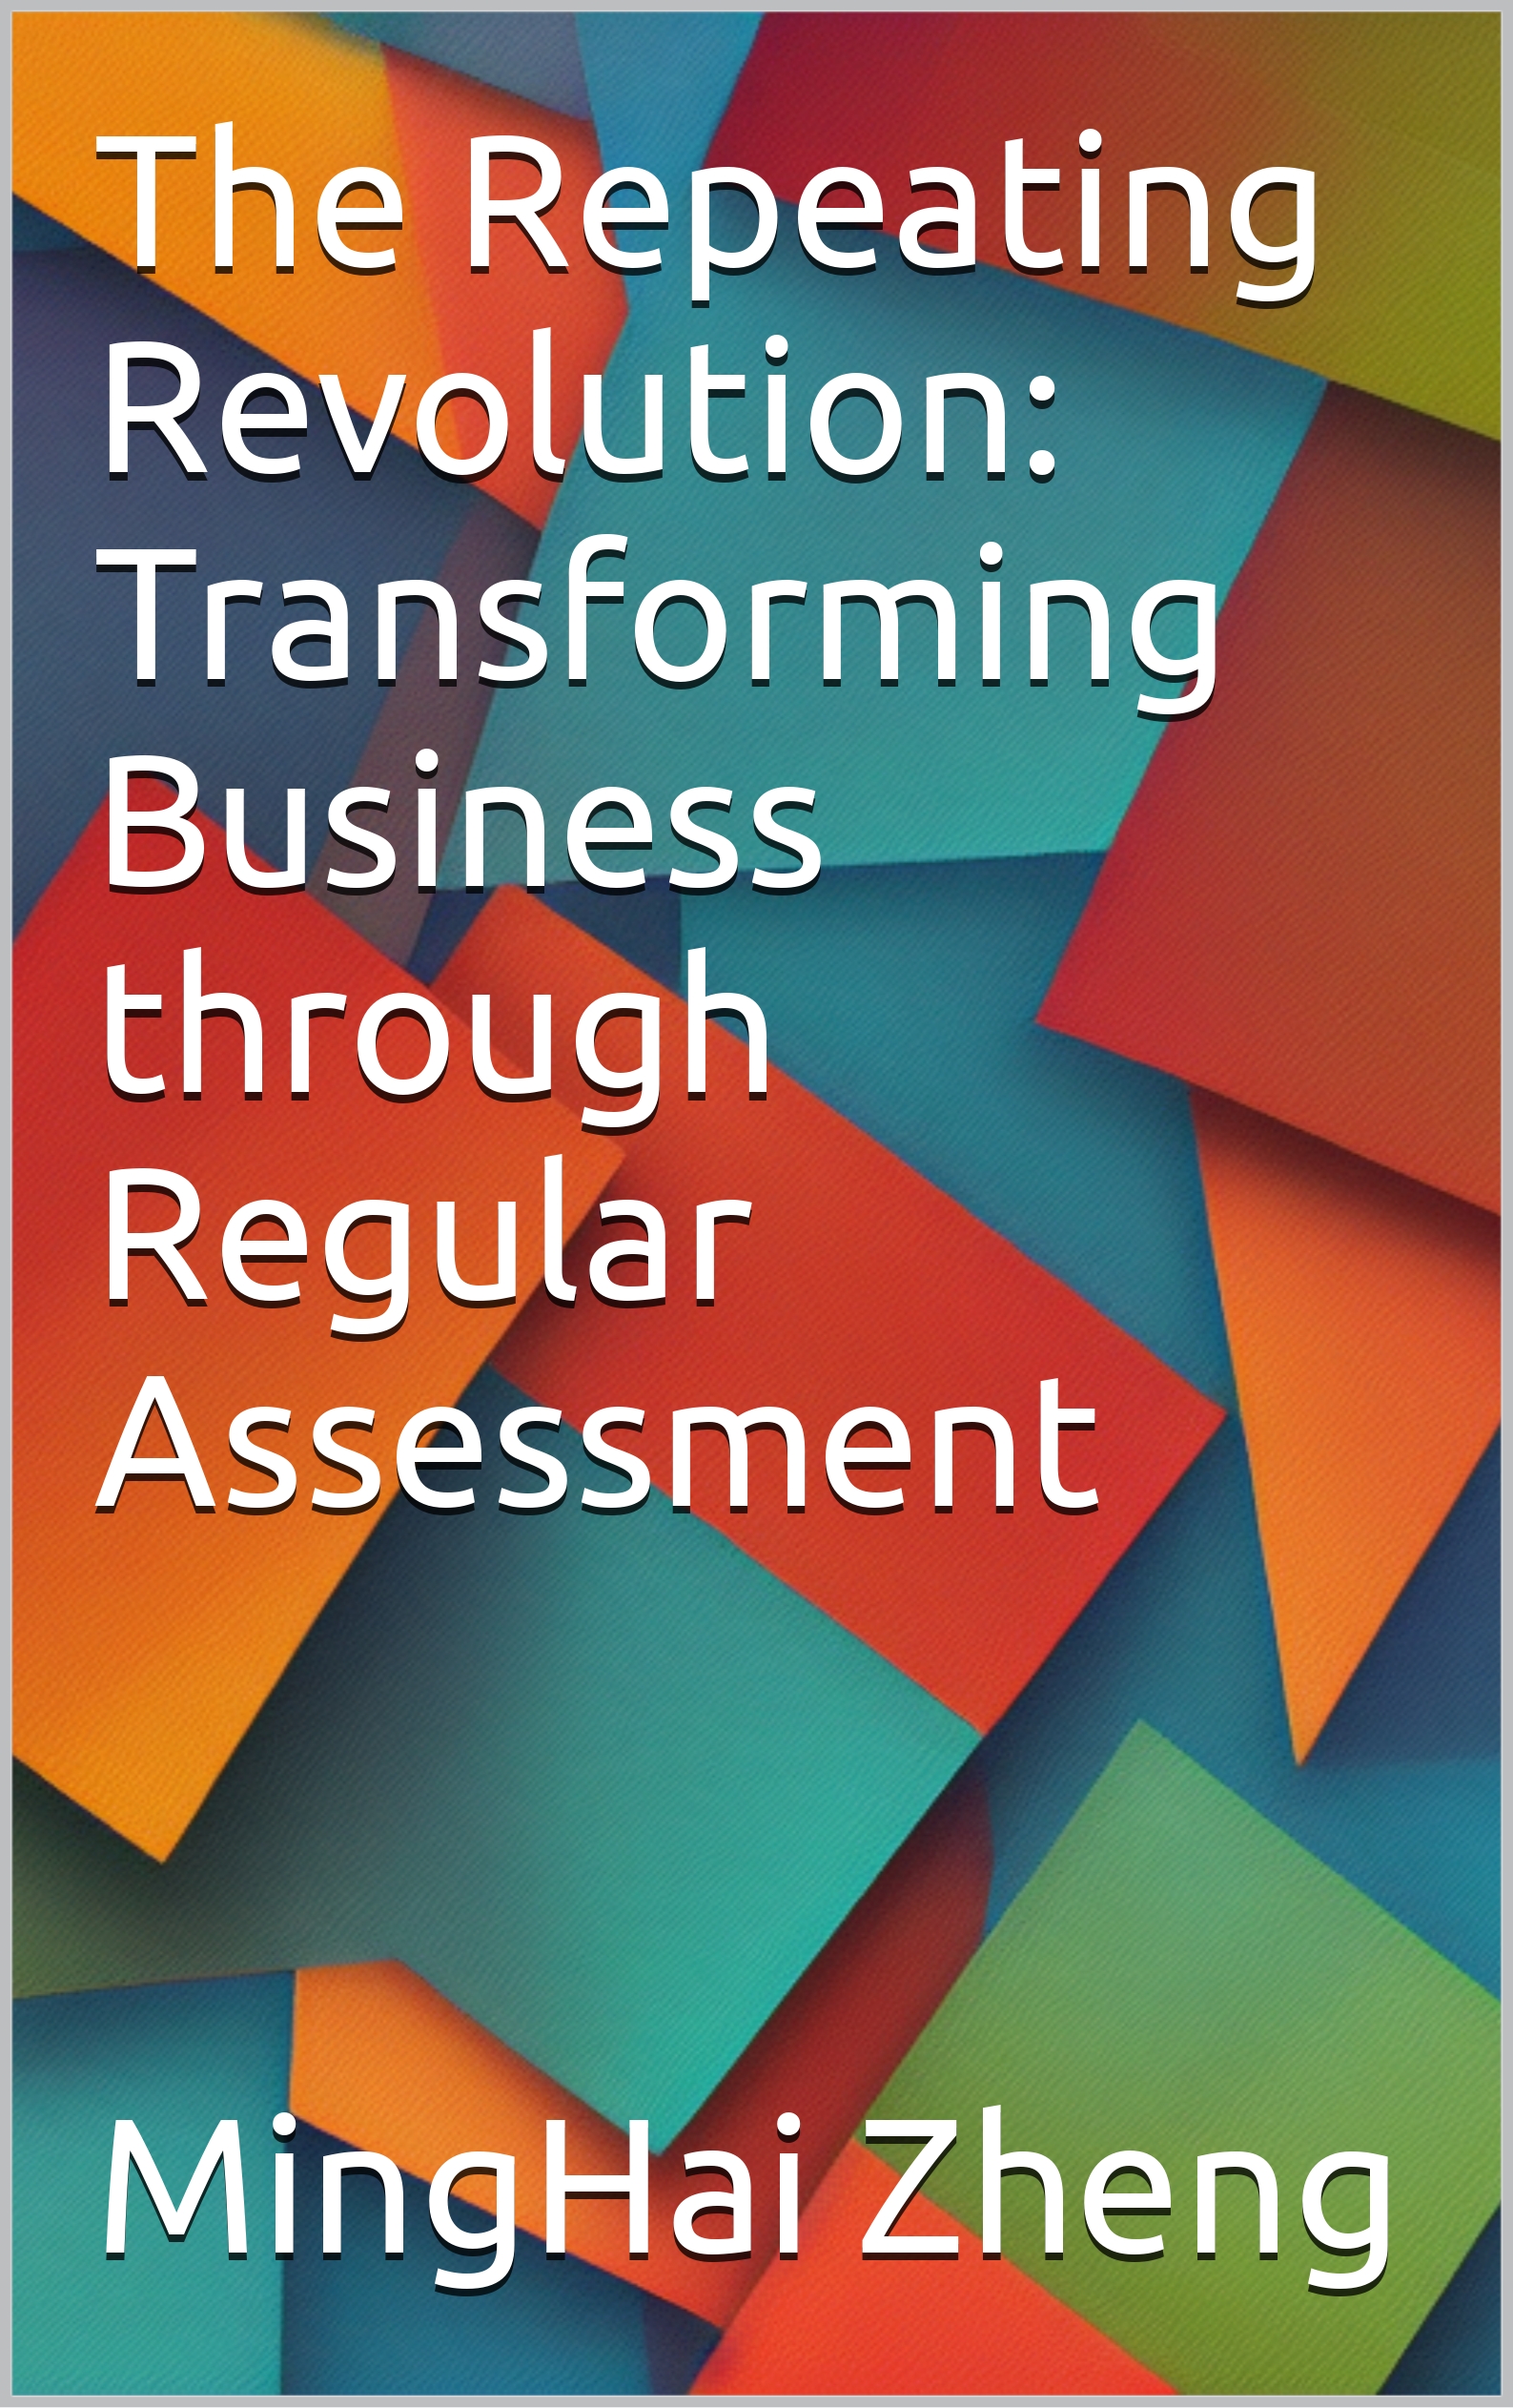 The Repeating
Revolution:
Transforming
Business
through
Regular
Assessment
MingHai Zheng